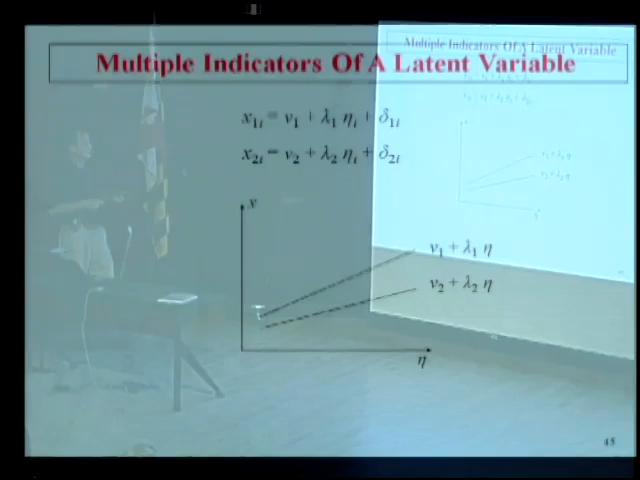 Multiple Indicators Of A Latent Variable
Multiple Indicators Of A Latent Variable
x₁ᵢ = ν₁ + λ₁ ηᵢ + δ₁ᵢ
x₂ᵢ = ν₂ + λ₂ ηᵢ + δ₂ᵢ
ν₁ + λ₁ η
ν₂ + λ₂ η
η
45